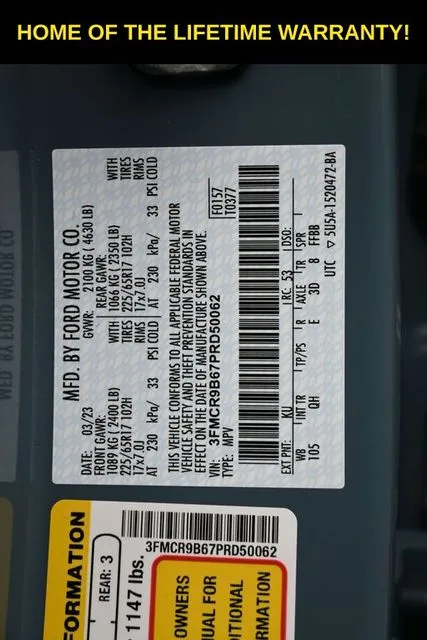 HOME OF THE LIFETIME WARRANTY!
MFD. BY FORD MOTOR CO.
DATE: 03/23 GVWR: 2100 KG ( 4630 LB)
FRONT GAWR: REAR GAWR:
1089 KG ( 2400 LB) WITH 1066 KG ( 2350 LB) WITH
225/65R17 102H TIRES 225/65R17 102H TIRES
17x7.0J RIMS 17x7.0J RIMS
AT 230 kPa/ 33 PSI COLD AT 230 kPa/ 33 PSI COLD
THIS VEHICLE CONFORMS TO ALL APPLICABLE FEDERAL MOTOR
VEHICLE SAFETY AND THEFT PREVENTION STANDARDS IN
EFFECT ON THE DATE OF MANUFACTURE SHOWN ABOVE.
VIN: 3FMCR9B67PRD50062
TYPE: MPV
F0157
T0377
EXT PNT: KU RC: 53 DSO:
WB INT TR TP/PS R AXLE TR SPR
105 QH E 3D 8 FFBB
UTC ▽ 5U5A-1520472-BA
FORMATION
REAR: 3
1147 lbs.
3FMCR9B67PRD50062
OWNERS
UAL FOR
ITIONAL
ORMATION